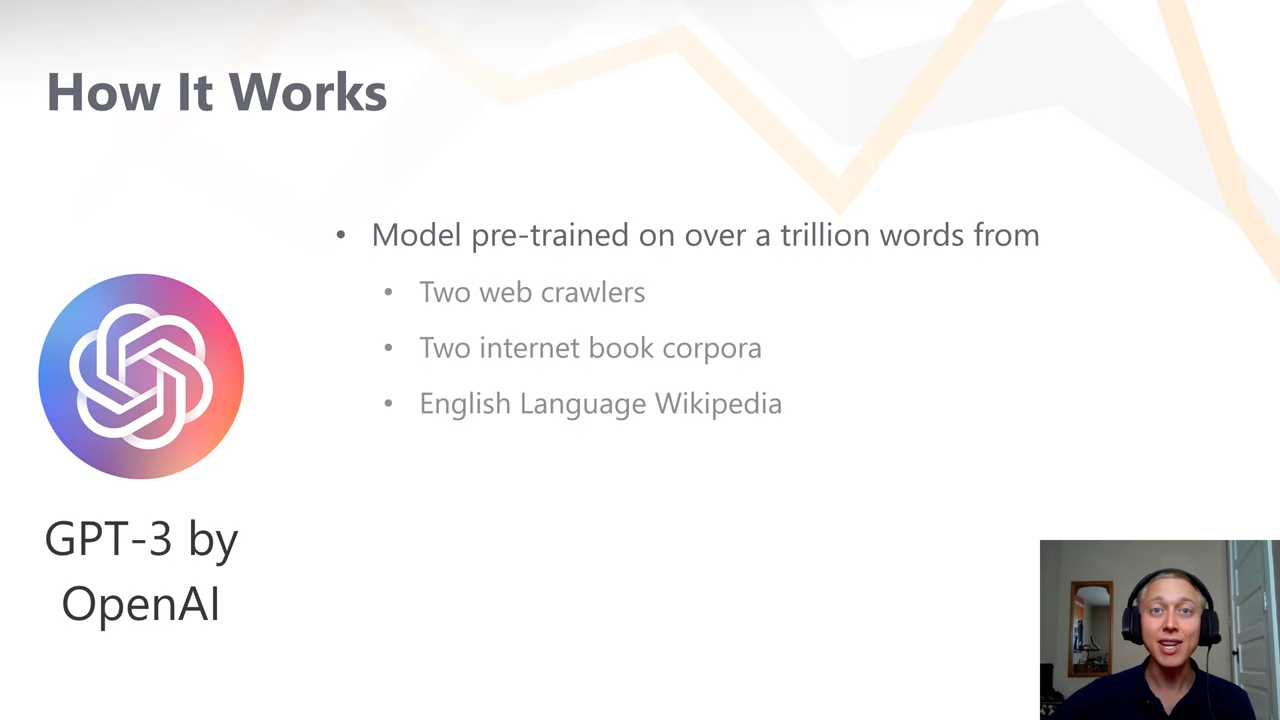 How It Works
• Model pre-trained on over a trillion words from
• Two web crawlers
• Two internet book corpora
• English Language Wikipedia
GPT-3 by
OpenAI